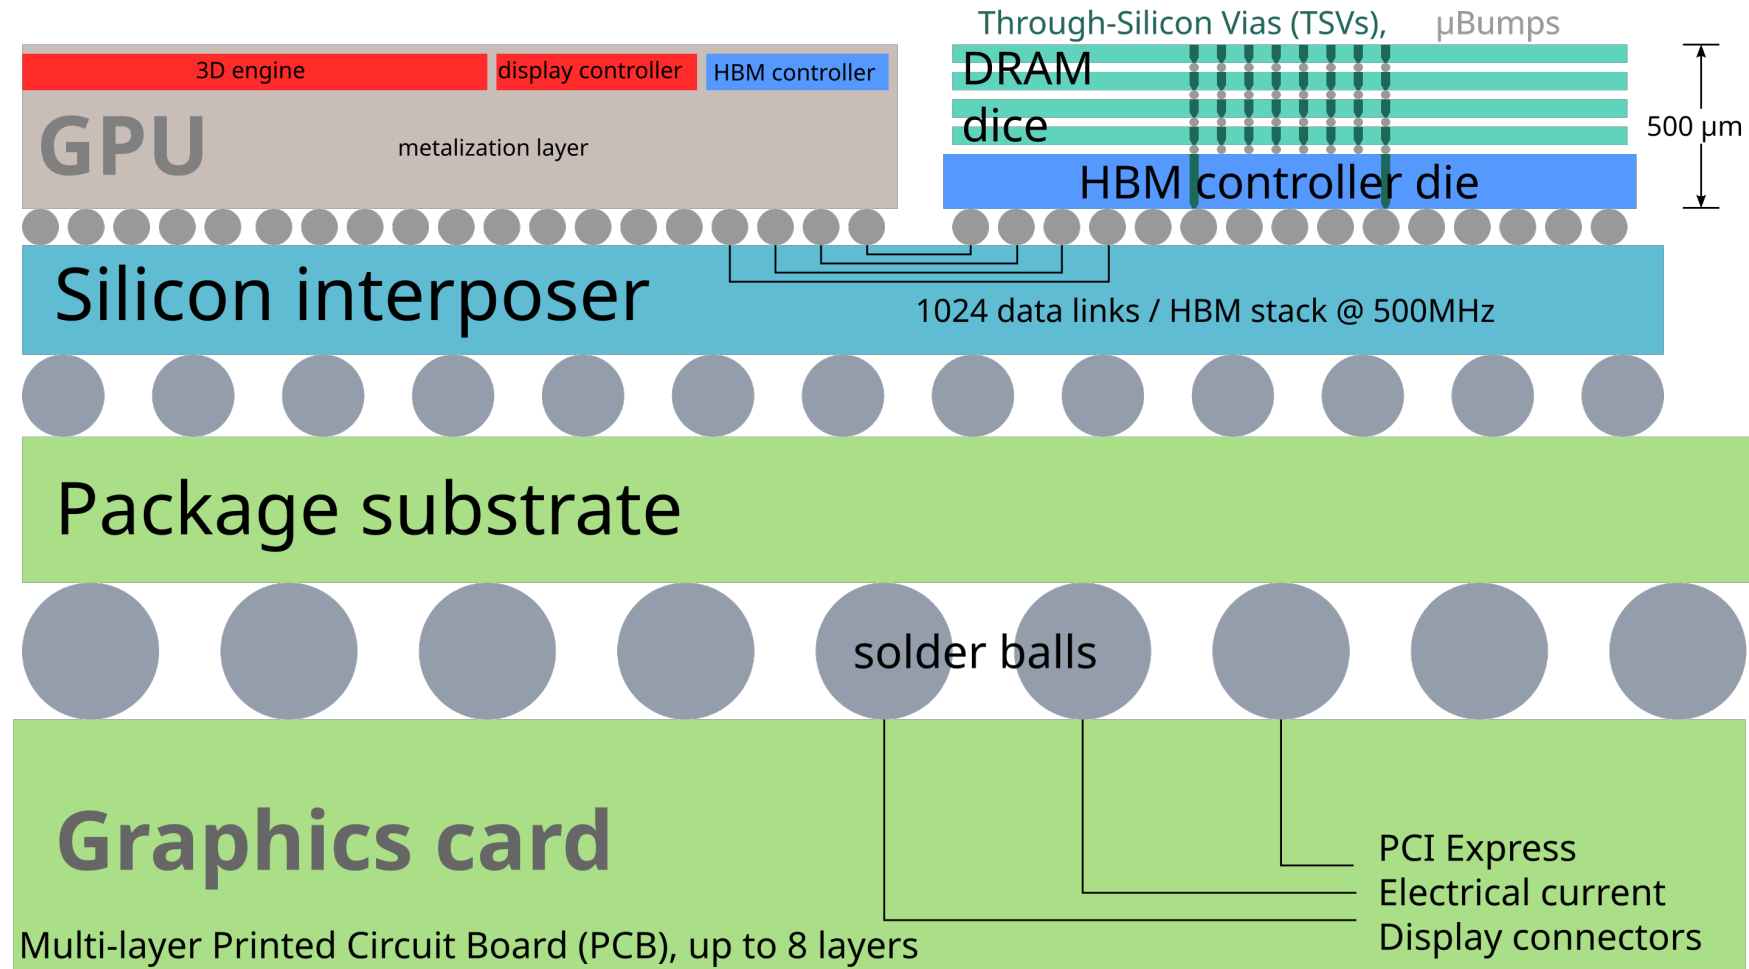 Through-Silicon Vias (TSVs), µBumps
3D engine
display controller
HBM controller
GPU
metalization layer
DRAM
dice
HBM controller die
500 µm
Silicon interposer
1024 data links / HBM stack @ 500MHz
Package substrate
solder balls
Graphics card
PCI Express
Electrical current
Display connectors
Multi-layer Printed Circuit Board (PCB), up to 8 layers